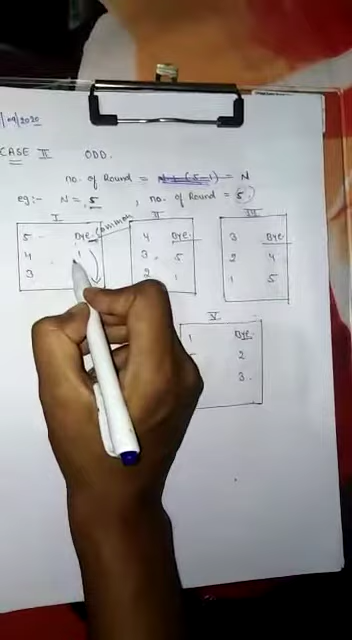 /09/2020
CASE II ODD.
no. of Round = N+(5-1) = N
eg:- N = 5 , no. of Round = 5.
I II III
5 - Bye. Common 4 Bye 3 Bye
4 . 1 3 . 5 2 4
3 2 1 1 5
V
1 Bye.
2
3 .